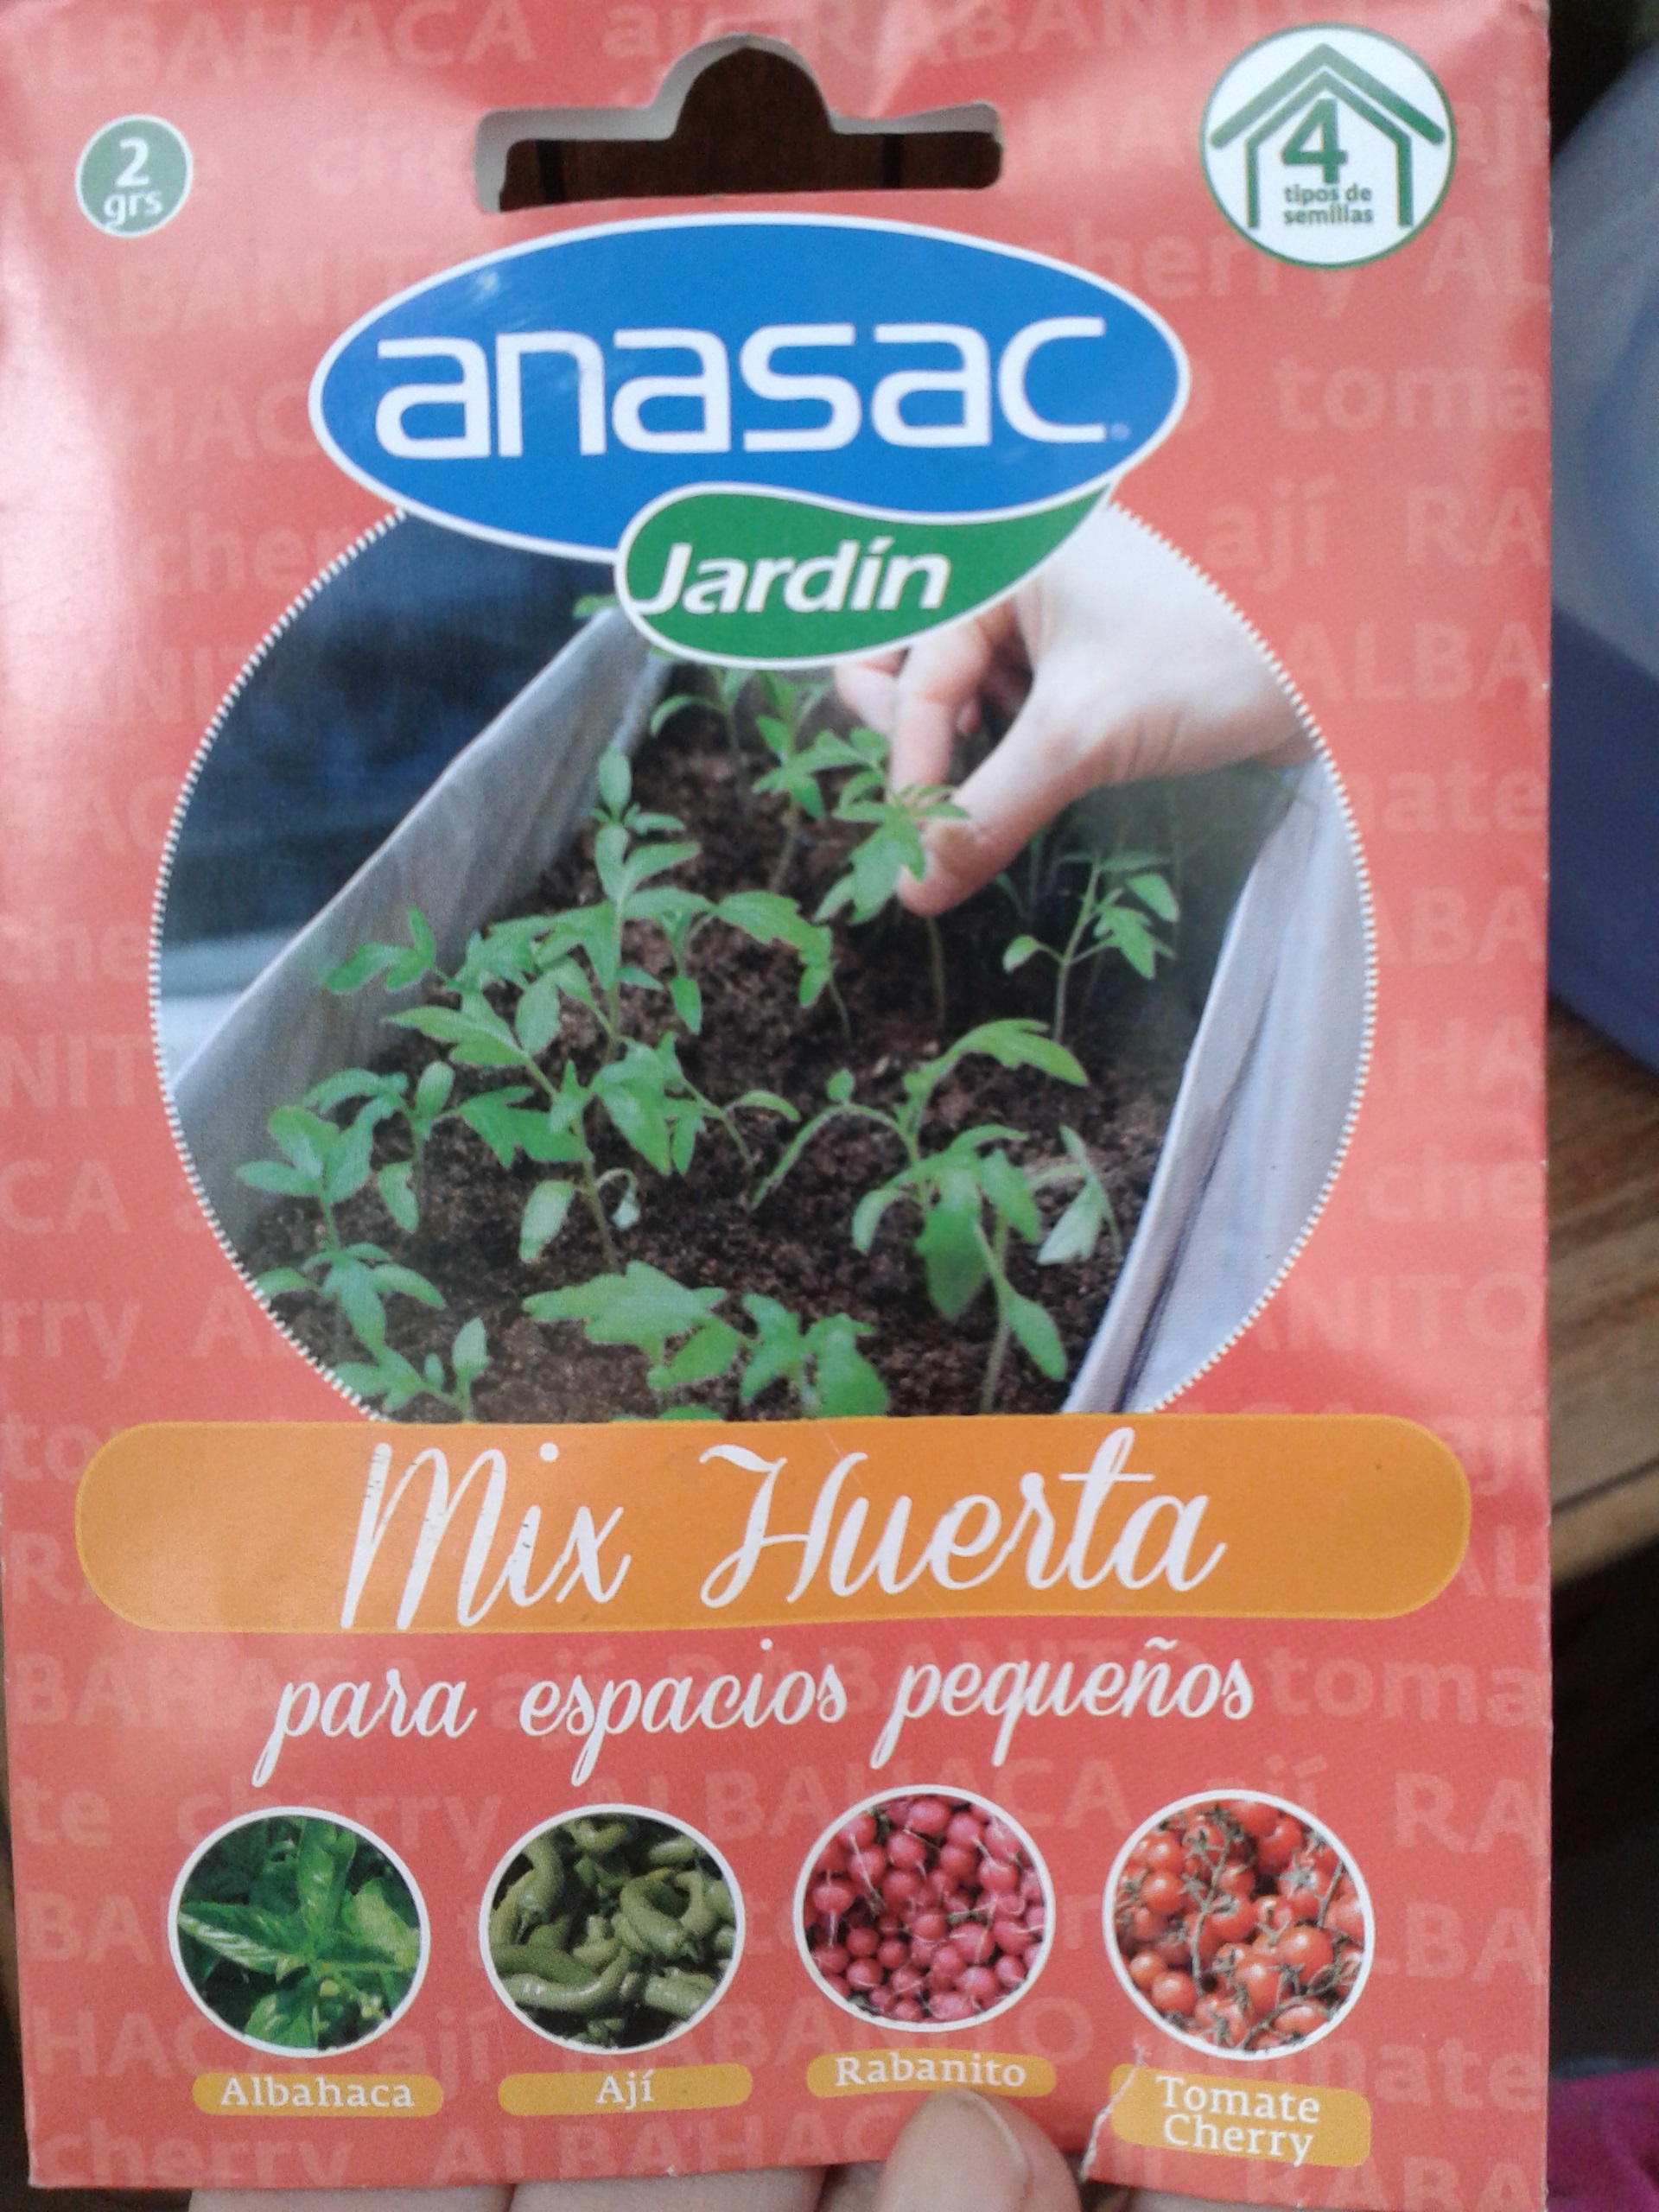 2
grs
4
tipos de
semillas
anasac
Jardín
Mix Huerta
para espacios pequeños
Albahaca
Ají
Rabanito
Tomate
Cherry